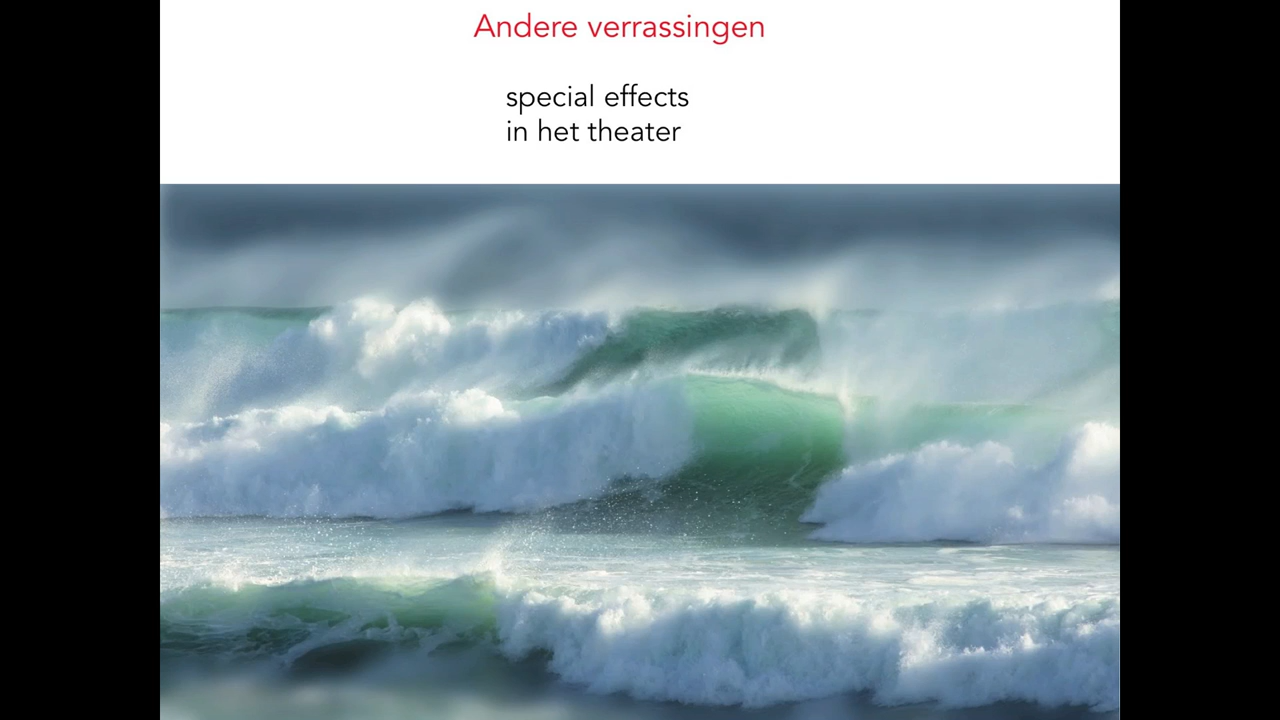 Andere verrassingen
special effects
in het theater